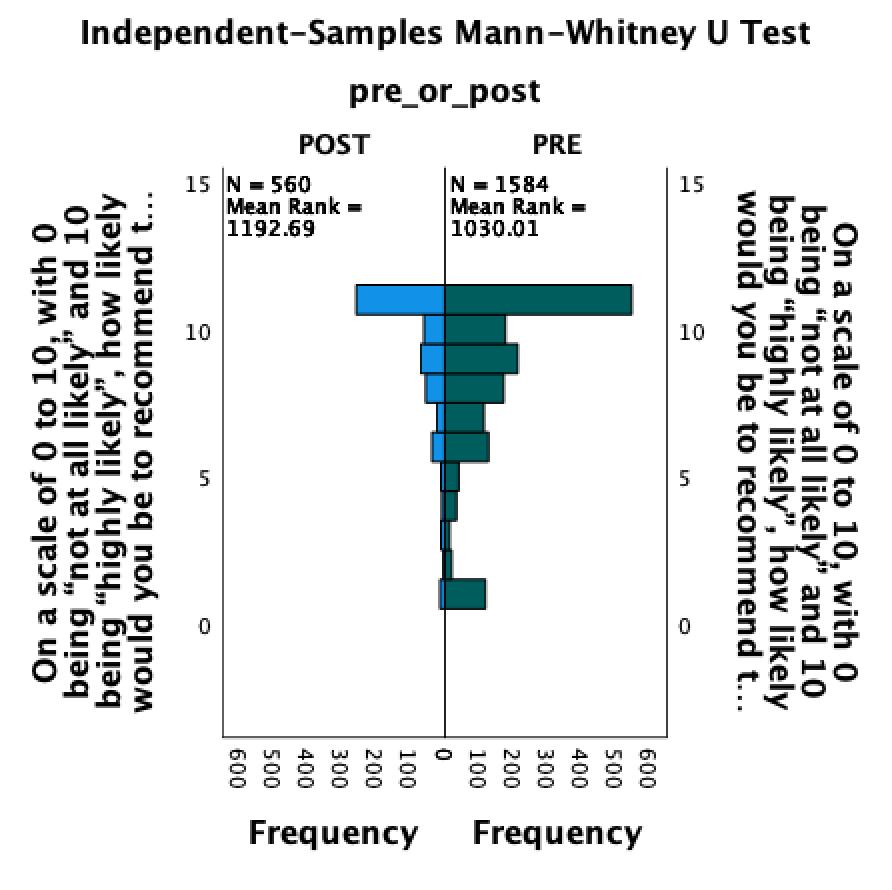 Independent-Samples Mann-Whitney U Test
pre_or_post
POST
PRE
N = 560
Mean Rank =
1192.69
N = 1584
Mean Rank =
1030.01
On a scale of 0 to 10, with 0
being “not at all likely” and 10
being “highly likely”, how likely
would you be to recommend t...
15
10
5
0
15
10
5
0
On a scale of 0 to 10, with 0
being “not at all likely” and 10
being “highly likely”, how likely
would you be to recommend t...
600 500 400 300 200 100 0 100 200 300 400 500 600
Frequency
Frequency